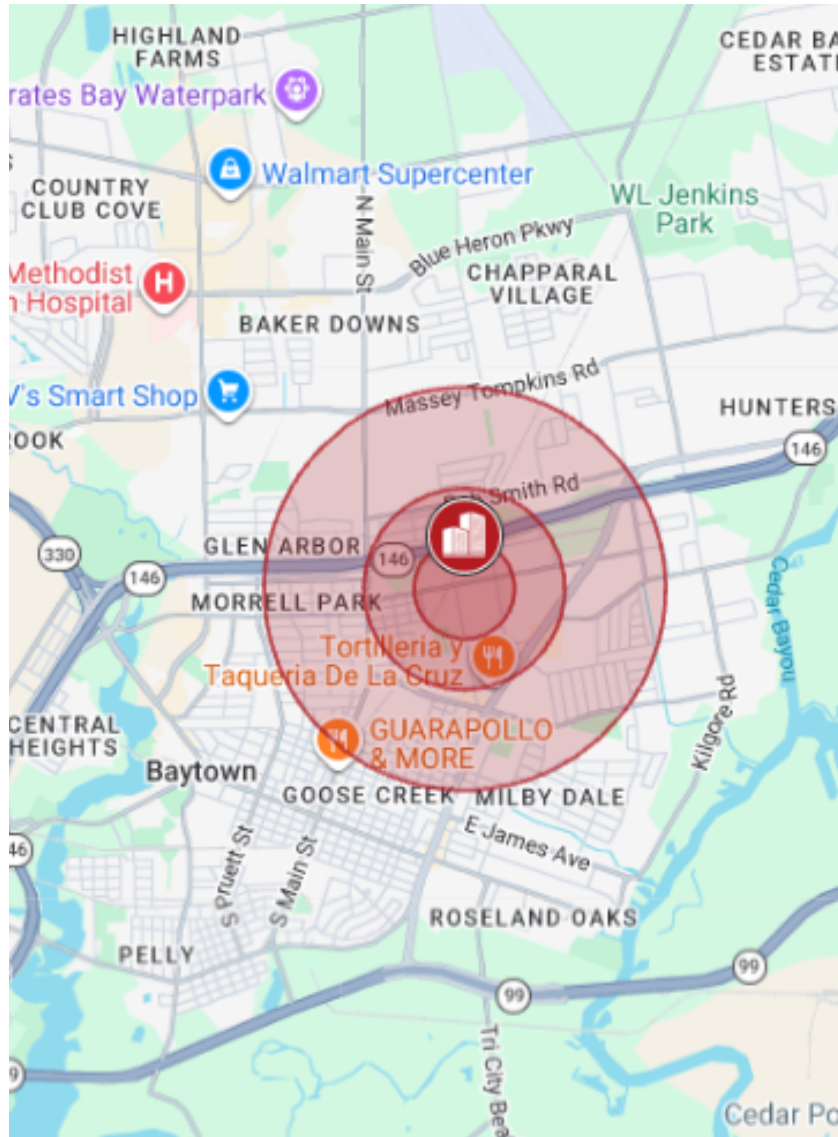 HIGHLAND
FARMS
CEDAR BA
ESTAT
rates Bay Waterpark
Walmart Supercenter
COUNTRY
CLUB COVE
WL Jenkins
Park
N Main St
Blue Heron Pkwy
Methodist
n Hospital
CHAPPARAL
VILLAGE
BAKER DOWNS
Massey Tompkins Rd
V's Smart Shop
HUNTERS
OOK
146
Smith Rd
330
GLEN ARBOR
146
146
MORRELL PARK
Cedar Bayou
Tortilleria y
Taqueria De La Cruz
Kilgore Rd
CENTRAL
HEIGHTS
GUARAPOLLO
& MORE
Baytown
GOOSE CREEK
MILBY DALE
E James Ave
46
S Pruett St
S Main St
ROSELAND OAKS
PELLY
99
99
9
Tri City Bea
Cedar Po